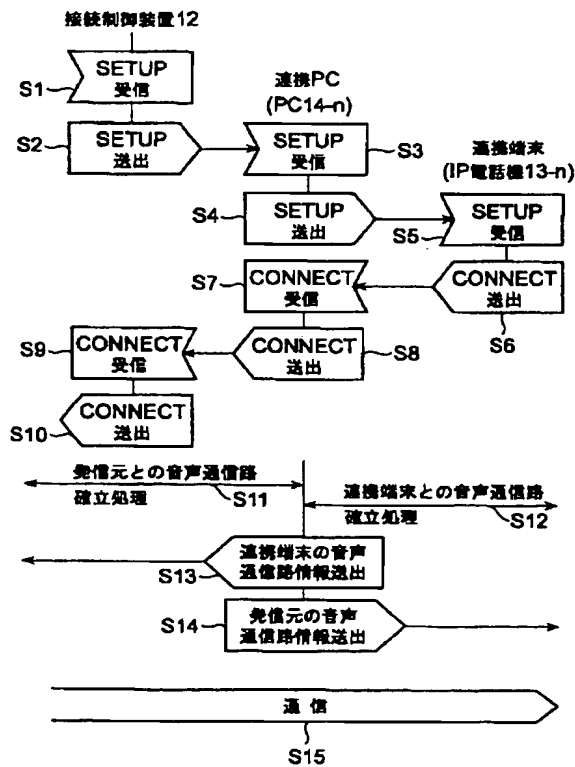 接続制御装置12
SETUP
受信
S1
連携PC
(PC14-n)
SETUP
送出
S2
SETUP
受信
S3
連携端末
(IP電話機13-n)
SETUP
送出
S4
SETUP
受信
S5
CONNECT
受信
S7
CONNECT
送出
S6
CONNECT
受信
S9
CONNECT
送出
S8
CONNECT
送出
S10
発信元との音声通信路
確立処理
S11
連携端末との音声通信路
確立処理
S12
連携端末の音声
通信路情報送出
S13
発信元の音声
通信路情報送出
S14
通信
S15